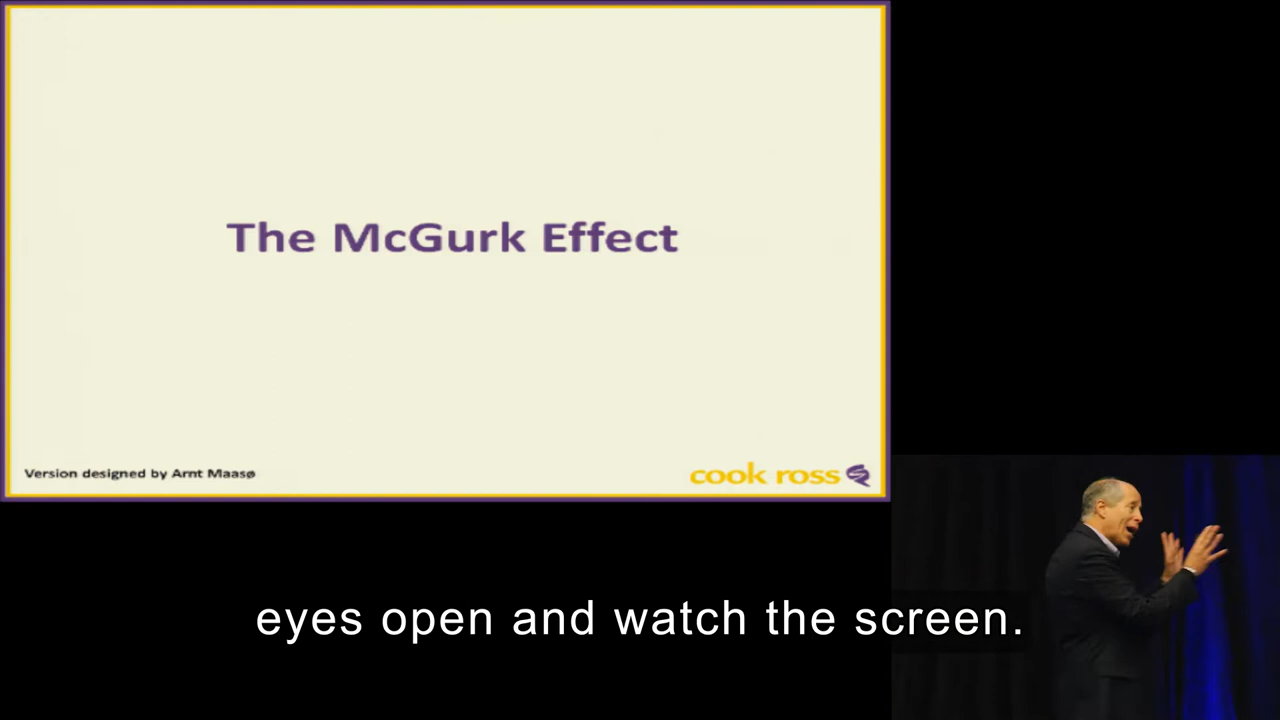 The McGurk Effect
Version designed by Arnt Maasø
cook ross
eyes open and watch the screen.